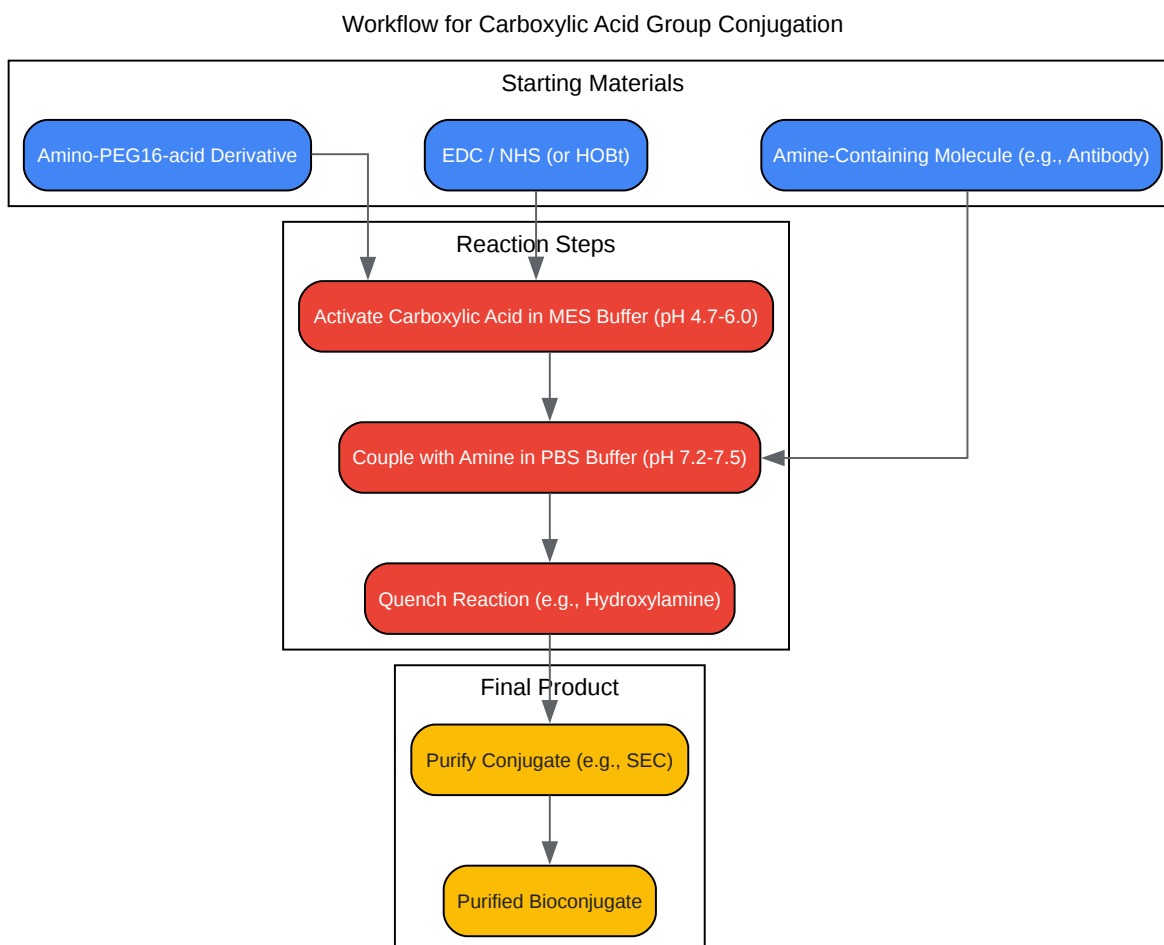 Workflow for Carboxylic Acid Group Conjugation
Starting Materials
Amino-PEG16-acid Derivative
EDC / NHS (or HOBt)
Amine-Containing Molecule (e.g., Antibody)
Reaction Steps
Activate Carboxylic Acid in MES Buffer (pH 4.7-6.0)
Couple with Amine in PBS Buffer (pH 7.2-7.5)
Quench Reaction (e.g., Hydroxylamine)
Final Product
Purify Conjugate (e.g., SEC)
Purified Bioconjugate